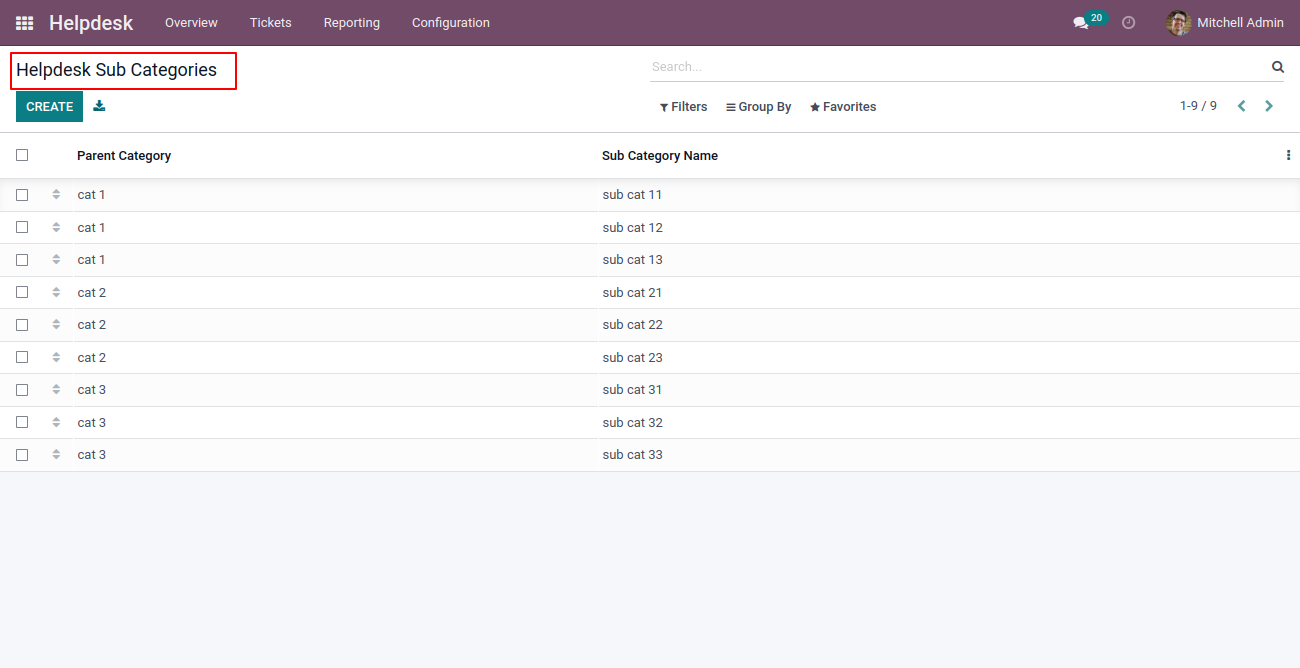 Helpdesk Overview Tickets Reporting Configuration 20 Mitchell Admin
Helpdesk Sub Categories Search...
CREATE Filters Group By Favorites 1-9 / 9
Parent Category Sub Category Name
cat 1 sub cat 11
cat 1 sub cat 12
cat 1 sub cat 13
cat 2 sub cat 21
cat 2 sub cat 22
cat 2 sub cat 23
cat 3 sub cat 31
cat 3 sub cat 32
cat 3 sub cat 33